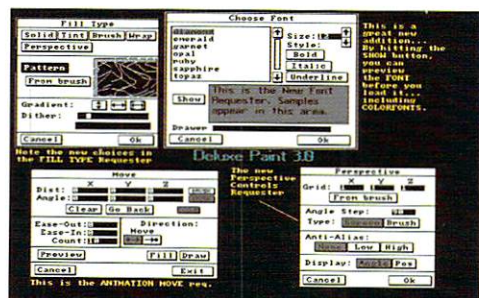 Fill Type
Solid Tint Brush Wrap
Perspective
Pattern
From brush
Gradient:
Dither:
Cancel Ok
Note the new choices in
the FILL TYPE Requester
Choose Font
diamond
emerald
garnet
opal
ruby
sapphire
topaz
Size:
Style:
Bold
Italic
Underline
Show
This is the New Font
Requester. Samples
appear in this area.
Drawer
Cancel Ok
This is a
great new
addition...
By hitting the
SHOW button,
you can
preview
the FONT
before you
load it...
including
COLORFONTS.
Deluxe Paint 3.0
Move
X Y Z
Dist:
Angle:
Clear Go Back
Ease-Out:
Ease-In:
Count:
Direction:
Move
Preview Fill Draw
Cancel Exit
This is the ANIMATION MOVE req.
The new
Perspective
Controls
Requester
Perspective
X Y Z
Grid:
From brush
Angle Step:
Type: Screen Brush
Anti-Alias:
None Low High
Display: Angle Pos
Cancel Ok